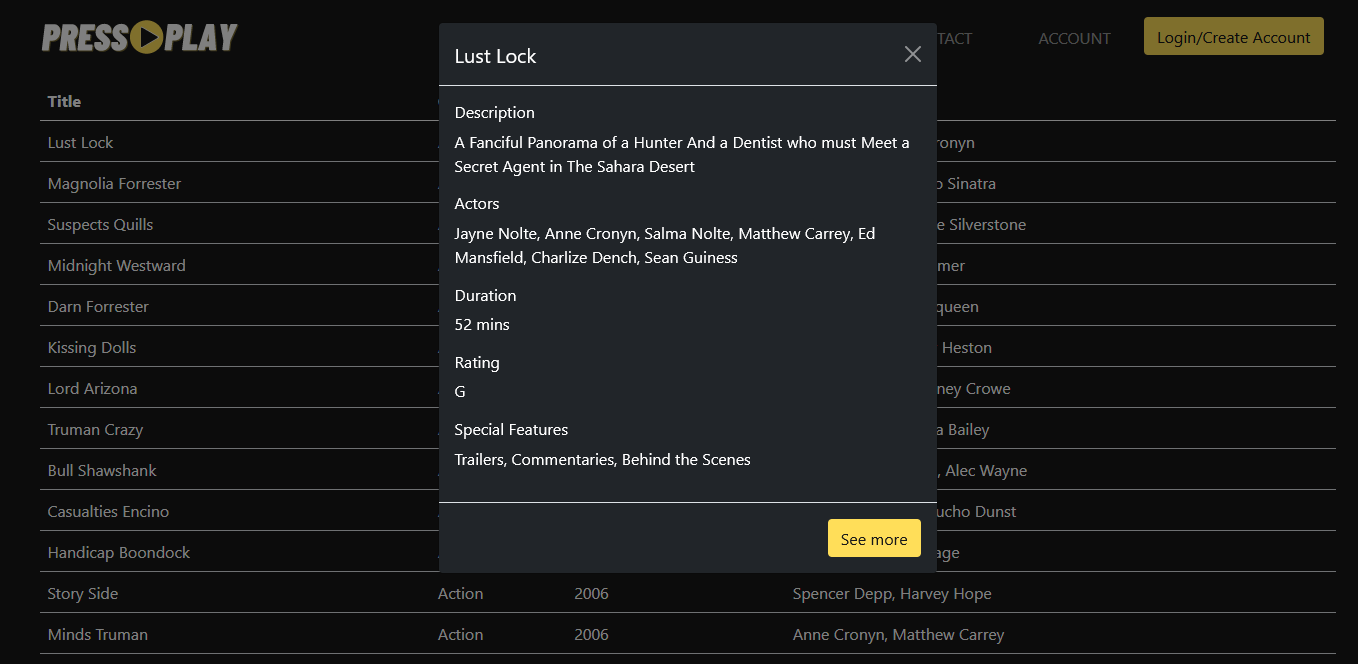 PRESS PLAY
TACT
ACCOUNT
Login/Create Account
Lust Lock
Description
A Fanciful Panorama of a Hunter And a Dentist who must Meet a
Secret Agent in The Sahara Desert
Actors
Jayne Nolte, Anne Cronyn, Salma Nolte, Matthew Carrey, Ed
Mansfield, Charlize Dench, Sean Guiness
Duration
52 mins
Rating
G
Special Features
Trailers, Commentaries, Behind the Scenes
See more
Title
Lust Lock ronyn
Magnolia Forrester o Sinatra
Suspects Quills e Silverstone
Midnight Westward mer
Darn Forrester queen
Kissing Dolls Heston
Lord Arizona ney Crowe
Truman Crazy a Bailey
Bull Shawshank , Alec Wayne
Casualties Encino ucho Dunst
Handicap Boondock age
Story Side Action 2006 Spencer Depp, Harvey Hope
Minds Truman Action 2006 Anne Cronyn, Matthew Carrey